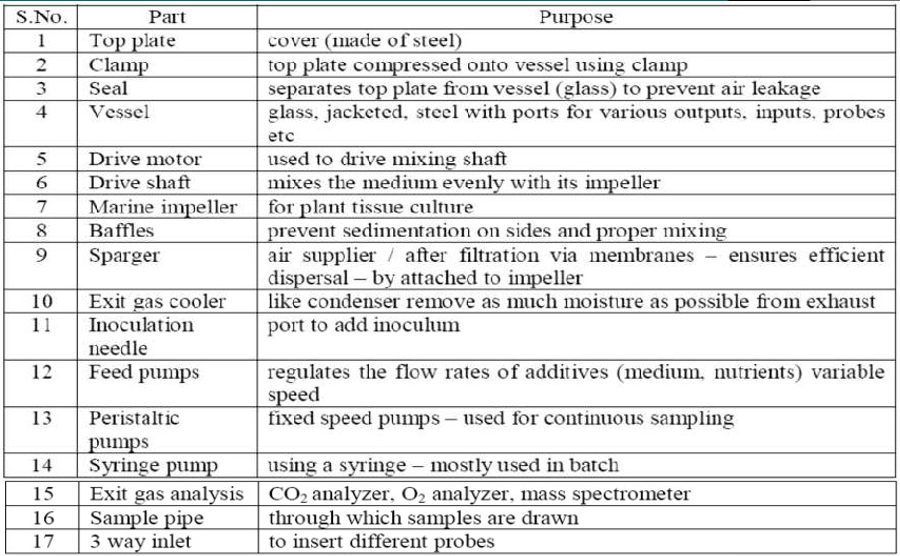 S.No. Part Purpose
1 Top plate cover (made of steel)
2 Clamp top plate compressed onto vessel using clamp
3 Seal separates top plate from vessel (glass) to prevent air leakage
4 Vessel glass, jacketed, steel with ports for various outputs, inputs, probes
etc
5 Drive motor used to drive mixing shaft
6 Drive shaft mixes the medium evenly with its impeller
7 Marine impeller for plant tissue culture
8 Baffles prevent sedimentation on sides and proper mixing
9 Sparger air supplier / after filtration via membranes – ensures efficient
dispersal – by attached to impeller
10 Exit gas cooler like condenser remove as much moisture as possible from exhaust
11 Inoculation port to add inoculum
needle
12 Feed pumps regulates the flow rates of additives (medium, nutrients) variable
speed
13 Peristaltic fixed speed pumps – used for continuous sampling
pumps
14 Syringe pump using a syringe – mostly used in batch
15 Exit gas analysis CO₂ analyzer, O₂ analyzer, mass spectrometer
16 Sample pipe through which samples are drawn
17 3 way inlet to insert different probes